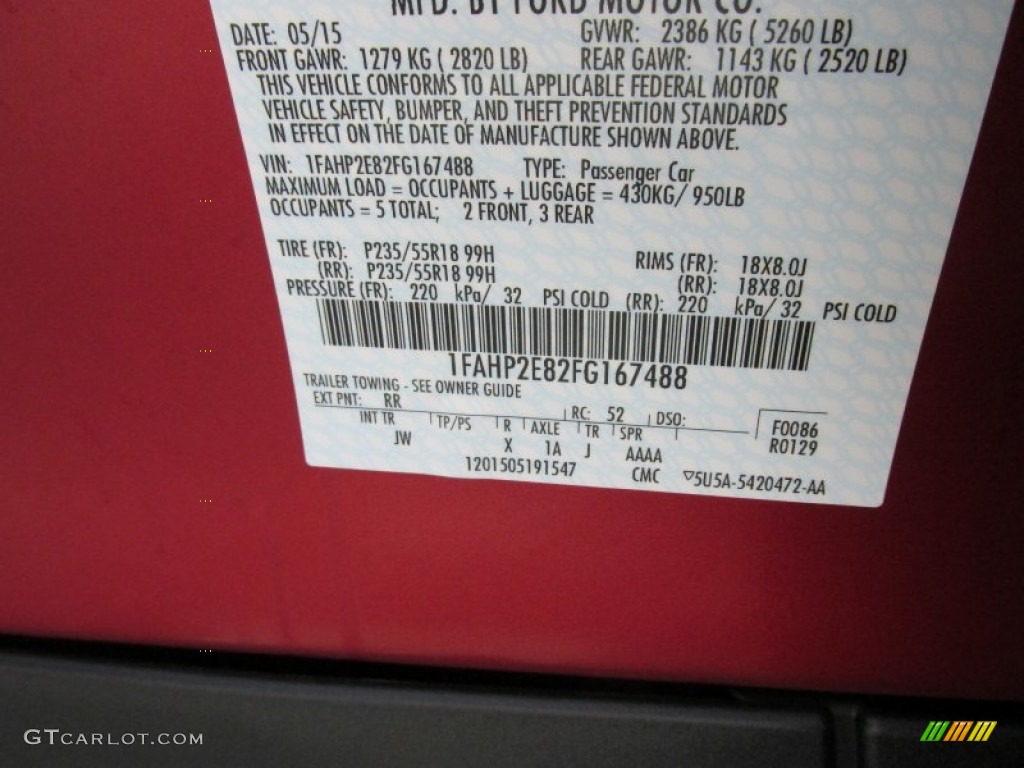 MFD. BY FORD MOTOR CO.
DATE: 05/15 GVWR: 2386 KG ( 5260 LB)
FRONT GAWR: 1279 KG ( 2820 LB) REAR GAWR: 1143 KG ( 2520 LB)
THIS VEHICLE CONFORMS TO ALL APPLICABLE FEDERAL MOTOR
VEHICLE SAFETY, BUMPER, AND THEFT PREVENTION STANDARDS
IN EFFECT ON THE DATE OF MANUFACTURE SHOWN ABOVE.
VIN: 1FAHP2E82FG167488 TYPE: Passenger Car
MAXIMUM LOAD = OCCUPANTS + LUGGAGE = 430KG/ 950LB
OCCUPANTS = 5 TOTAL; 2 FRONT, 3 REAR
TIRE (FR): P235/55R18 99H RIMS (FR): 18X8.0J
(RR): P235/55R18 99H (RR): 18X8.0J
PRESSURE (FR): 220 kPa/ 32 PSI COLD (RR): 220 kPa/ 32 PSI COLD
1FAHP2E82FG167488
TRAILER TOWING - SEE OWNER GUIDE
EXT PNT: RR RC: 52 DSO: F0086
INT TR TP/PS R AXLE TR SPR R0129
JW X 1A J AAAA
1201505191547 CMC 5U5A-5420472-AA
GTCARLOT.COM